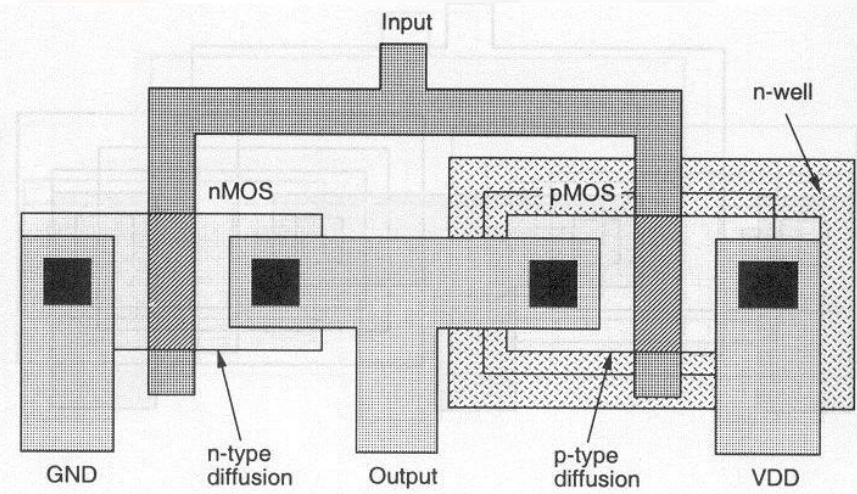 Input
n-well
nMOS
pMOS
n-type
diffusion
p-type
diffusion
GND
Output
VDD